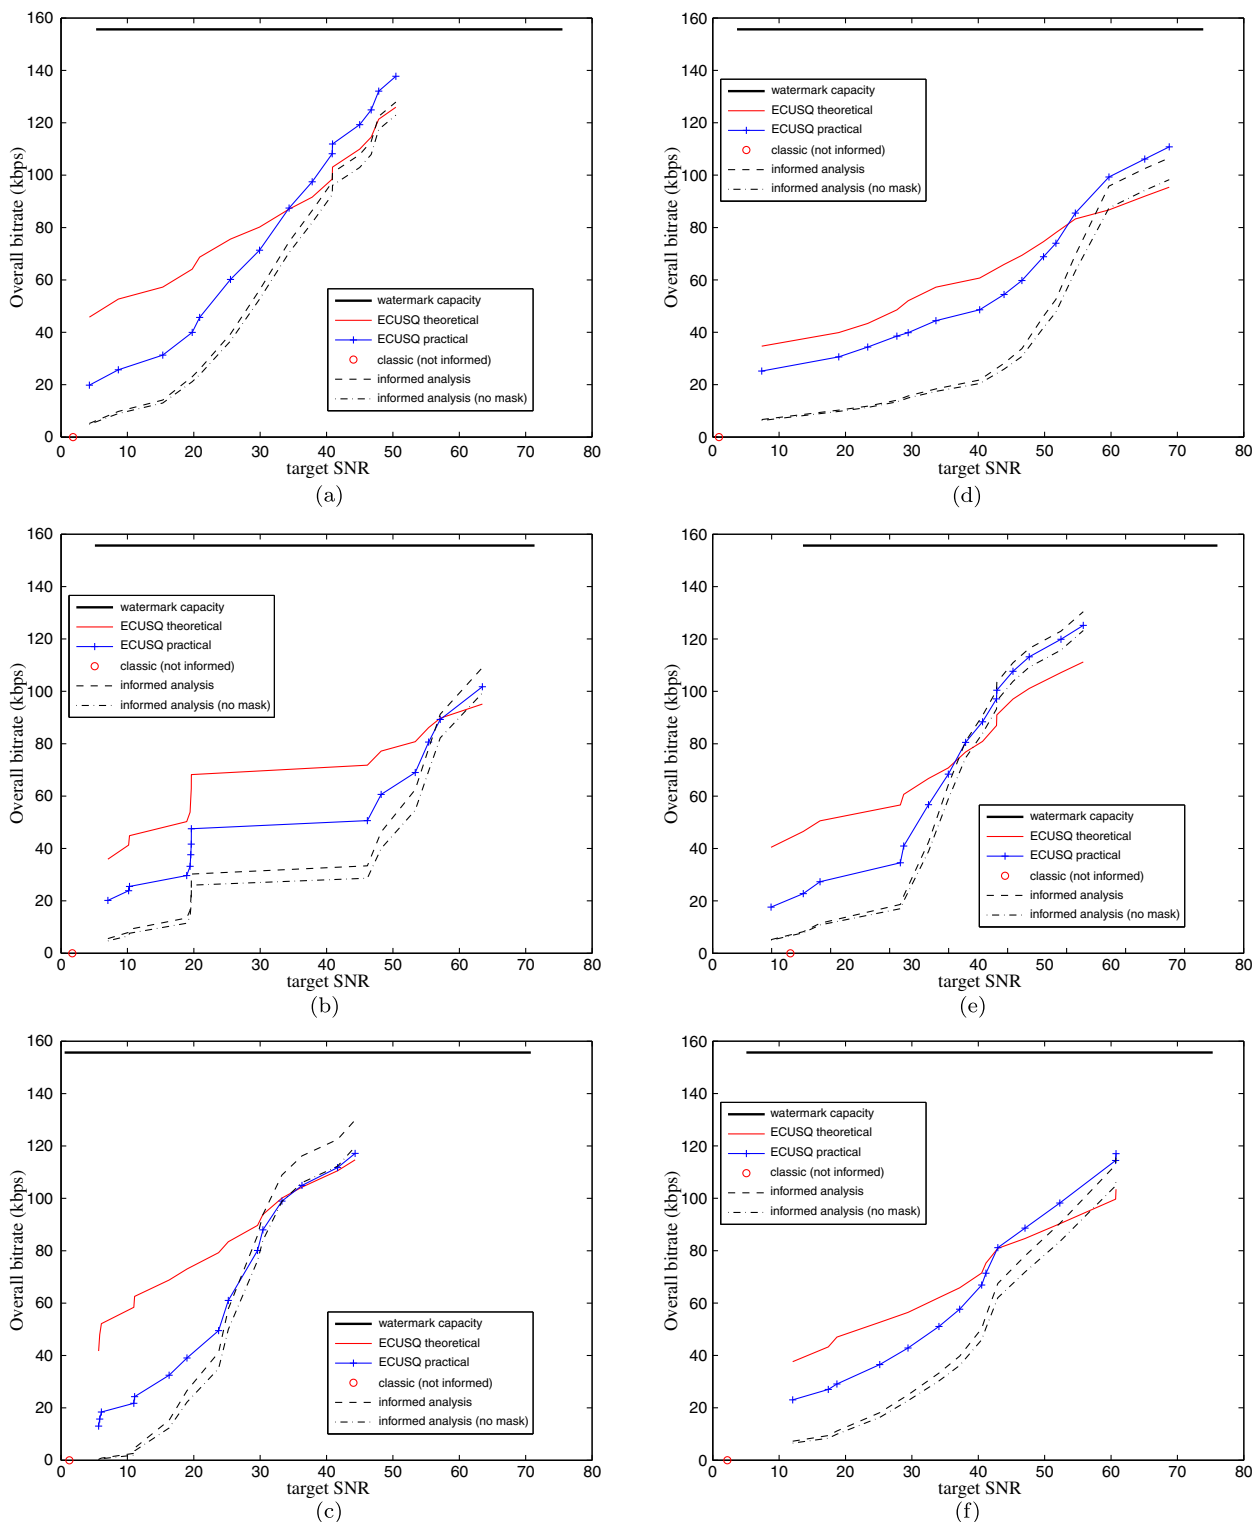 160
140
120
100
80
60
40
20
0
Overall bitrate (kbps)
watermark capacity
ECUSQ theoretical
ECUSQ practical
classic (not informed)
informed analysis
informed analysis (no mask)
0 10 20 30 40 50 60 70 80
target SNR
(a)
160
140
120
100
80
60
40
20
0
Overall bitrate (kbps)
watermark capacity
ECUSQ theoretical
ECUSQ practical
classic (not informed)
informed analysis
informed analysis (no mask)
0 10 20 30 40 50 60 70 80
target SNR
(d)
160
140
120
100
80
60
40
20
0
Overall bitrate (kbps)
watermark capacity
ECUSQ theoretical
ECUSQ practical
classic (not informed)
informed analysis
informed analysis (no mask)
0 10 20 30 40 50 60 70 80
target SNR
(b)
160
140
120
100
80
60
40
20
0
Overall bitrate (kbps)
watermark capacity
ECUSQ theoretical
ECUSQ practical
classic (not informed)
informed analysis
informed analysis (no mask)
0 10 20 30 40 50 60 70 80
target SNR
(e)
160
140
120
100
80
60
40
20
0
Overall bitrate (kbps)
watermark capacity
ECUSQ theoretical
ECUSQ practical
classic (not informed)
informed analysis
informed analysis (no mask)
0 10 20 30 40 50 60 70 80
target SNR
(c)
160
140
120
100
80
60
40
20
0
Overall bitrate (kbps)
watermark capacity
ECUSQ theoretical
ECUSQ practical
classic (not informed)
informed analysis
informed analysis (no mask)
0 10 20 30 40 50 60 70 80
target SNR
(f)